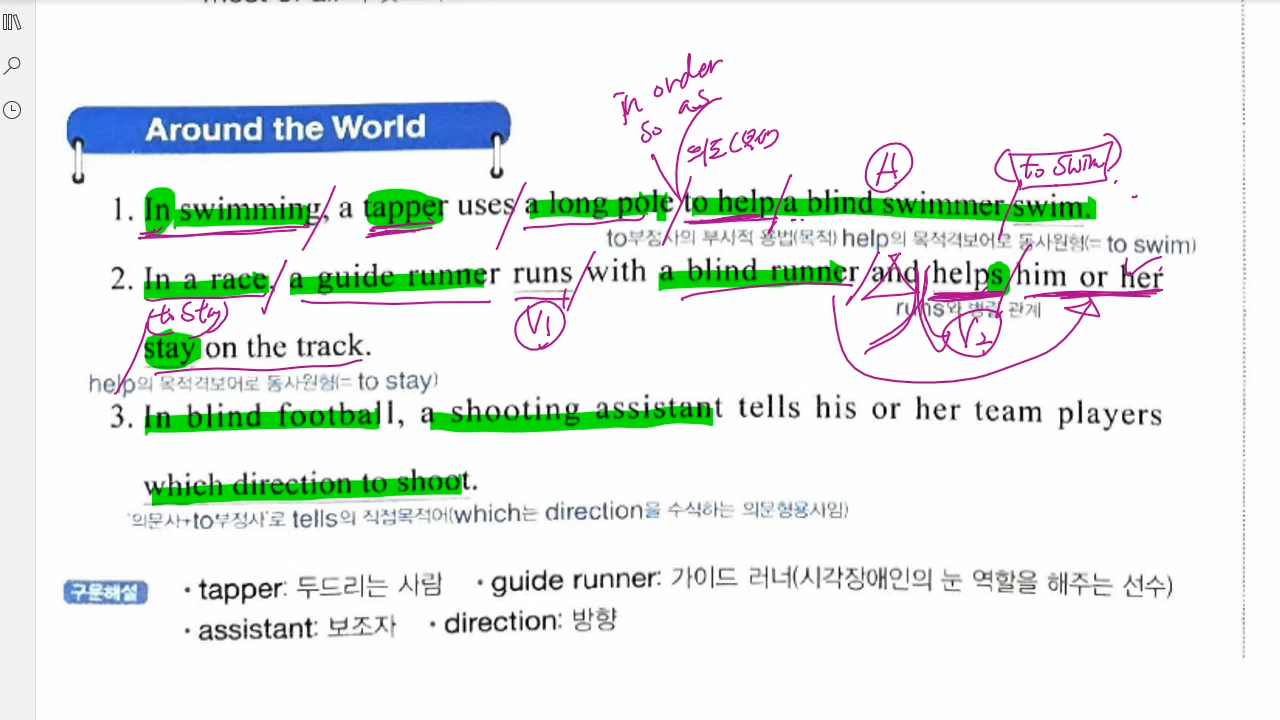 in order
so as
의도(목적)
A
(to swim)
Around the World
1. In swimming, a tapper uses a long pole to help a blind swimmer swim.
to부정사의 부사적 용법(목적) help의 목적격보어로 동사원형(= to swim)
2. In a race, a guide runner runs with a blind runner and helps him or her
runs와 병렬 관계
(to stay)
V1
V2
stay on the track.
help의 목적격보어로 동사원형(= to stay)
3. In blind football, a shooting assistant tells his or her team players
which direction to shoot.
'의문사+to부정사'로 tells의 직접목적어(which는 direction을 수식하는 의문형용사임)
구문해설
• tapper: 두드리는 사람 • guide runner: 가이드 러너(시각장애인의 눈 역할을 해주는 선수)
• assistant: 보조자 • direction: 방향